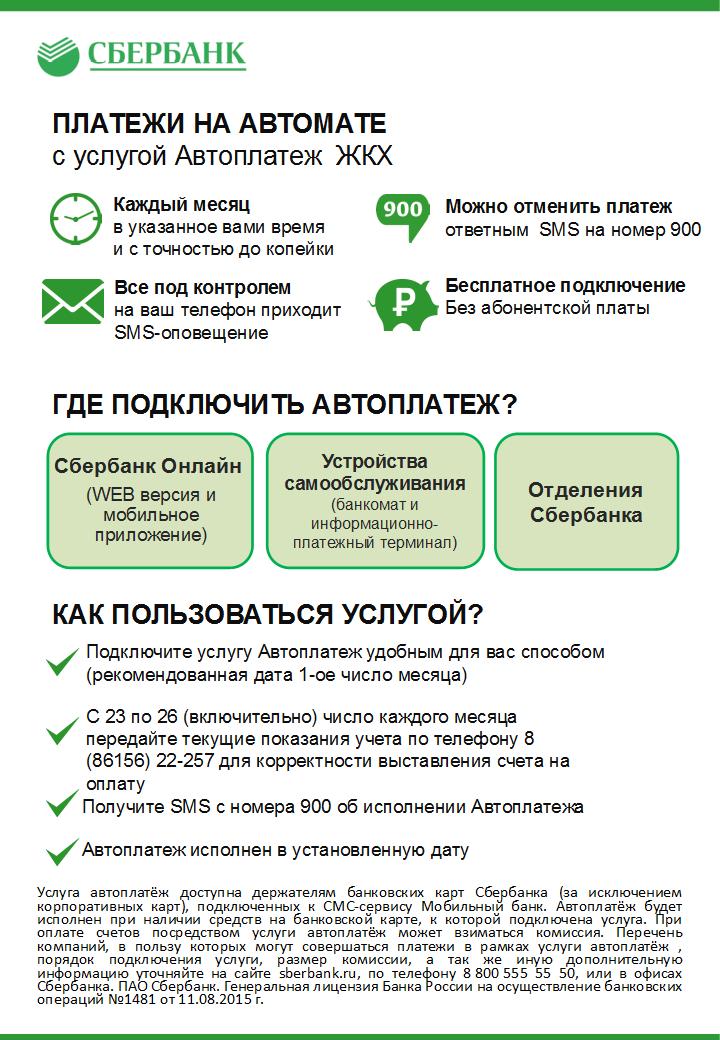 СБЕРБАНК
ПЛАТЕЖИ НА АВТОМАТЕ
с услугой Автоплатеж ЖКХ
Каждый месяц
в указанное вами время
и с точностью до копейки
900
Можно отменить платеж
ответным SMS на номер 900
Все под контролем
на ваш телефон приходит
SMS-оповещение
₽
Бесплатное подключение
Без абонентской платы
ГДЕ ПОДКЛЮЧИТЬ АВТОПЛАТЕЖ?
Сбербанк Онлайн
(WEB версия и
мобильное
приложение)
Устройства
самообслуживания
(банкомат и
информационно-
платежный терминал)
Отделения
Сбербанка
КАК ПОЛЬЗОВАТЬСЯ УСЛУГОЙ?
Подключите услугу Автоплатеж удобным для вас способом
(рекомендованная дата 1-ое число месяца)
С 23 по 26 (включительно) число каждого месяца
передайте текущие показания учета по телефону 8
(86156) 22-257 для корректности выставления счета на
оплату
Получите SMS с номера 900 об исполнении Автоплатежа
Автоплатеж исполнен в установленную дату
Услуга автоплатёж доступна держателям банковских карт Сбербанка (за исключением
корпоративных карт), подключенных к СМС-сервису Мобильный банк. Автоплатёж будет
исполнен при наличии средств на банковской карте, к которой подключена услуга. При
оплате счетов посредством услуги автоплатёж может взиматься комиссия. Перечень
компаний, в пользу которых могут совершаться платежи в рамках услуги автоплатёж ,
порядок подключения услуги, размер комиссии, а так же иную дополнительную
информацию уточняйте на сайте sberbank.ru, по телефону 8 800 555 55 50, или в офисах
Сбербанка. ПАО Сбербанк. Генеральная лицензия Банка России на осуществление банковских
операций №1481 от 11.08.2015 г.